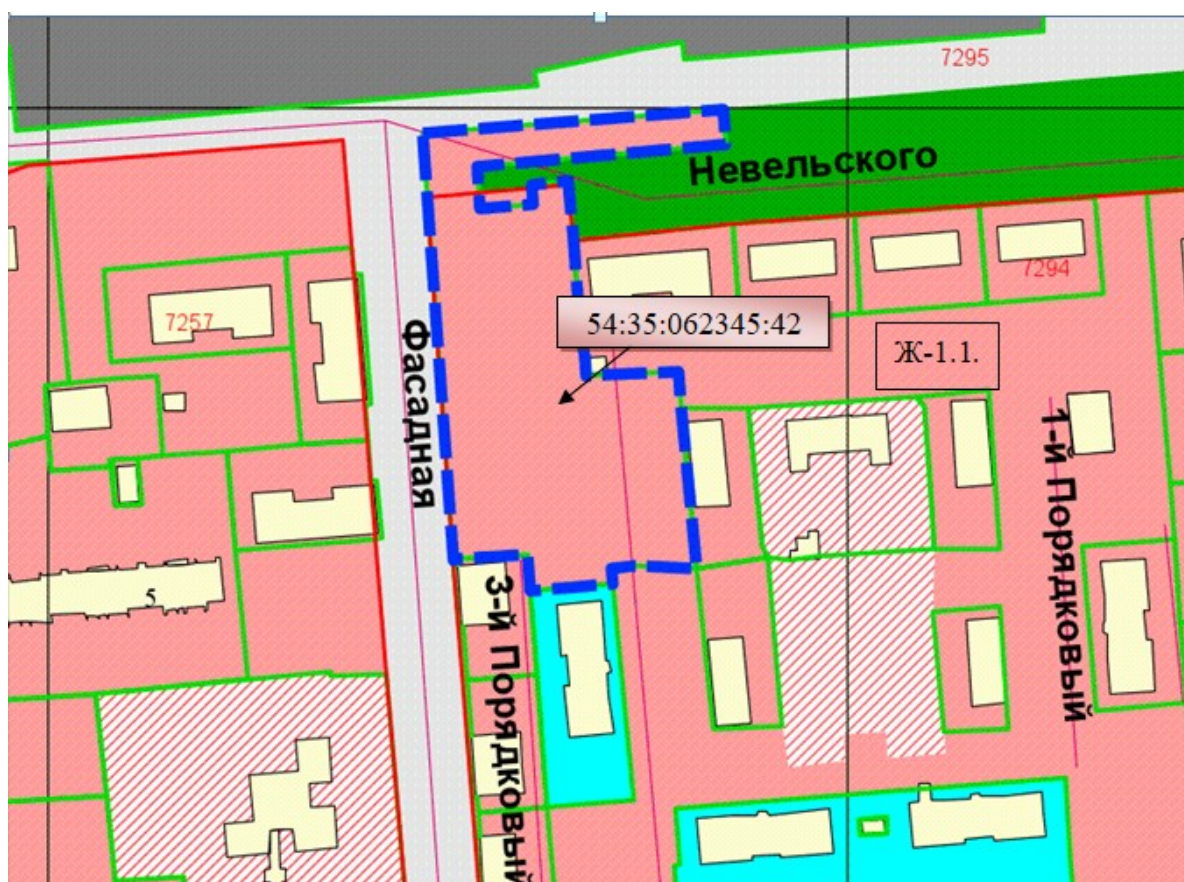 7295
Невельского
7294
7257
54:35:062345:42
Ж-1.1.
Фасадная
1-й Порядковый
5
3-й Порядковый